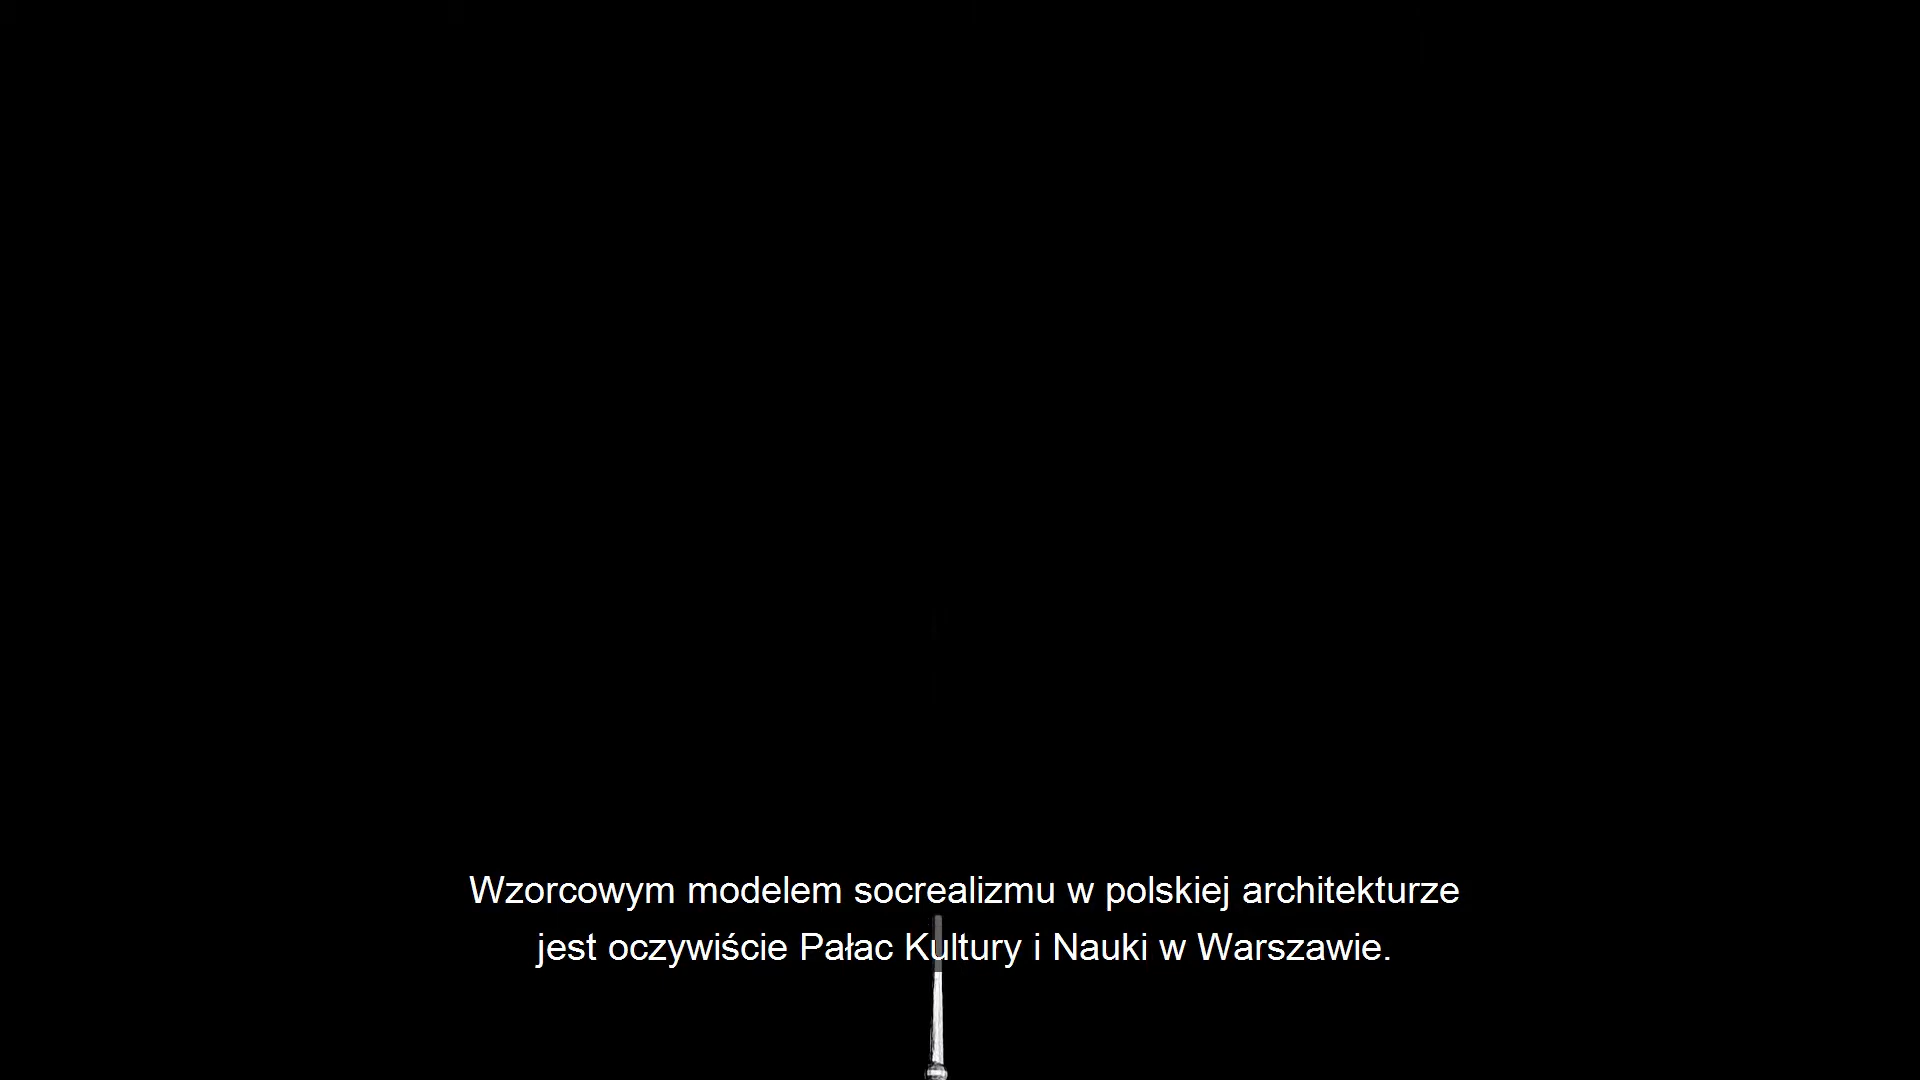 Wzorcowym modelem socrealizmu w polskiej architekturze
jest oczywiście Pałac Kultury i Nauki w Warszawie.